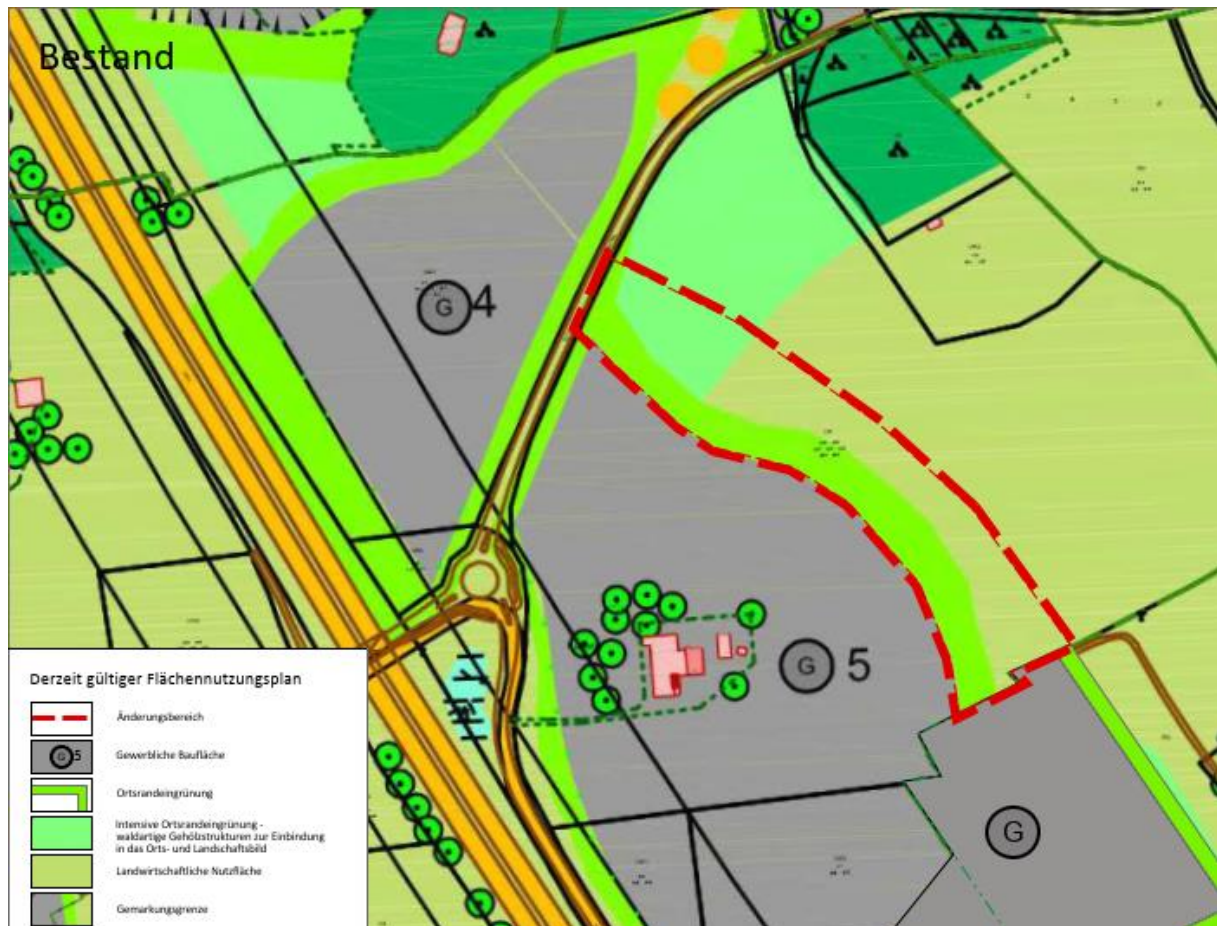 Bestand
G 4
G 5
G
Derzeit gültiger Flächennutzungsplan
Änderungsbereich
G 5
Gewerbliche Baufläche
Ortsrandeingrünung
Intensive Ortsrandeingrünung -
waldartige Gehölzstrukturen zur Einbindung
in das Orts- und Landschaftsbild
Landwirtschaftliche Nutzfläche
Gemarkungsgrenze